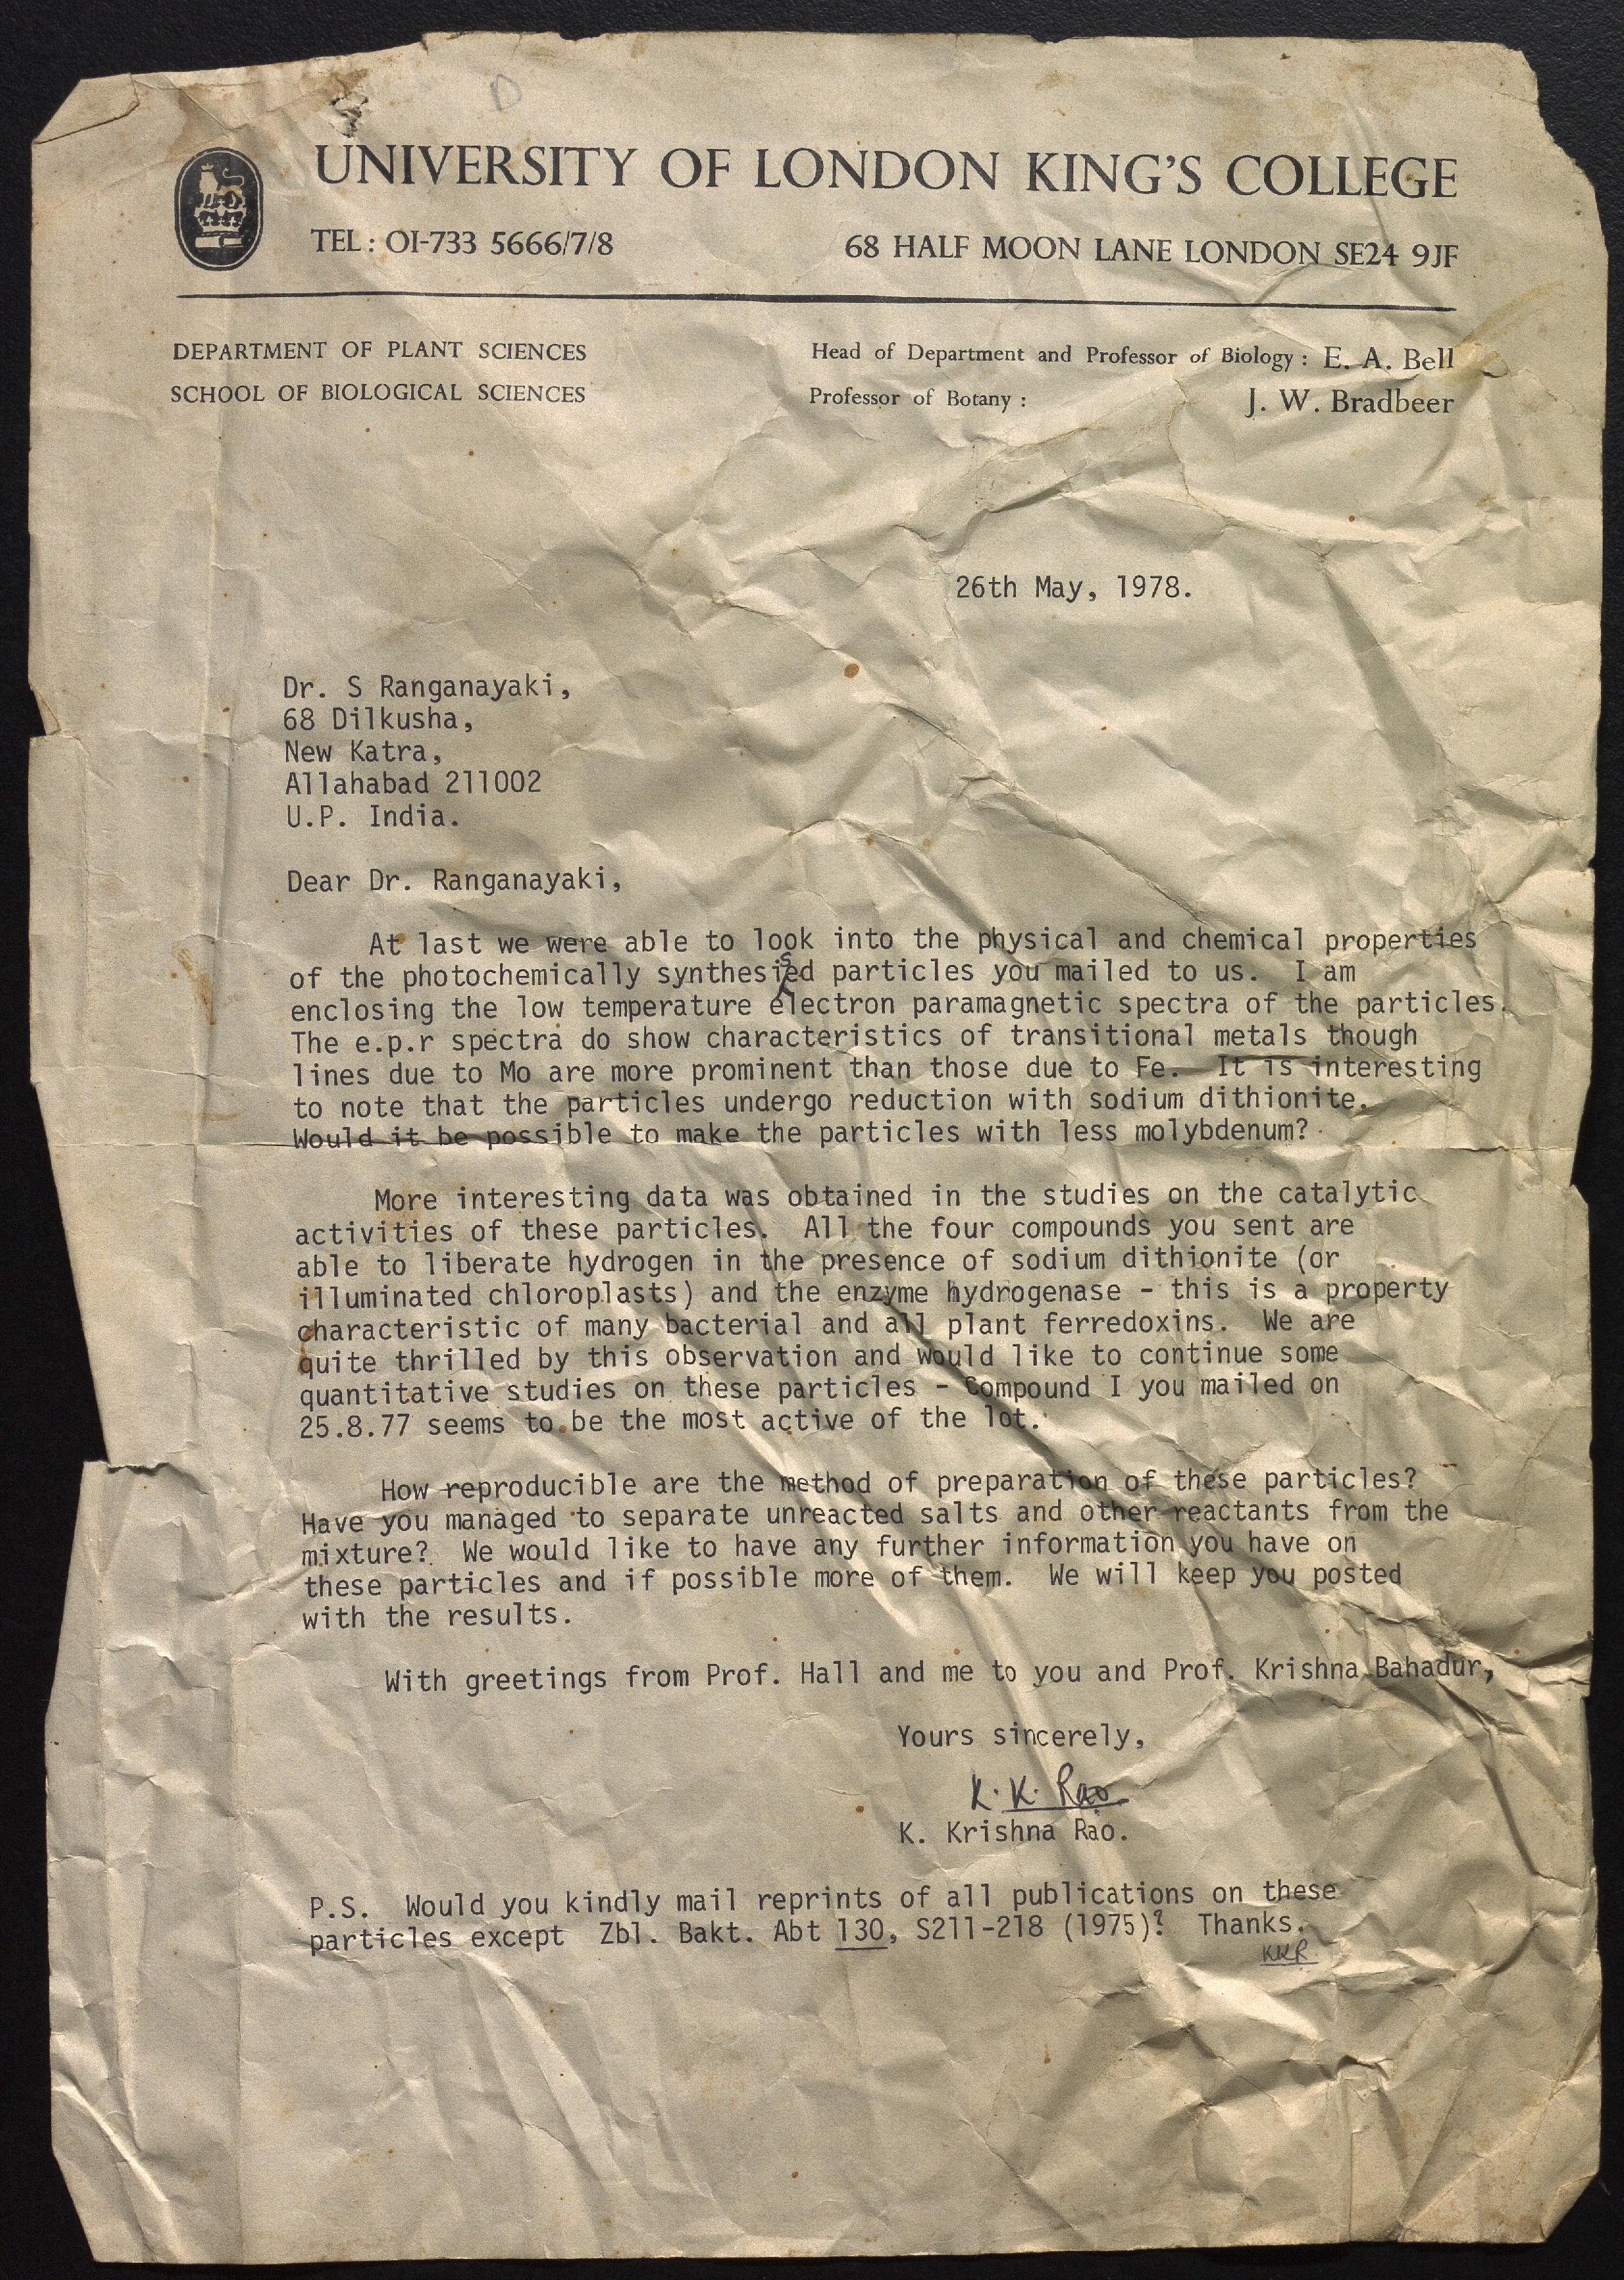 D
UNIVERSITY OF LONDON KING'S COLLEGE
TEL: 01-733 5666/7/8
68 HALF MOON LANE LONDON SE24 9JF
DEPARTMENT OF PLANT SCIENCES
SCHOOL OF BIOLOGICAL SCIENCES
Head of Department and Professor of Biology: E. A. Bell
Professor of Botany: J. W. Bradbeer
26th May, 1978.
Dr. S Ranganayaki,
68 Dilkusha,
New Katra,
Allahabad 211002
U.P. India.
Dear Dr. Ranganayaki,
At last we were able to look into the physical and chemical properties
of the photochemically synthesised particles you mailed to us. I am
enclosing the low temperature electron paramagnetic spectra of the particles.
The e.p.r spectra do show characteristics of transitional metals though
lines due to Mo are more prominent than those due to Fe. It is interesting
to note that the particles undergo reduction with sodium dithionite.
Would it be possible to make the particles with less molybdenum?
More interesting data was obtained in the studies on the catalytic
activities of these particles. All the four compounds you sent are
able to liberate hydrogen in the presence of sodium dithionite (or
illuminated chloroplasts) and the enzyme hydrogenase - this is a property
characteristic of many bacterial and all plant ferredoxins. We are
quite thrilled by this observation and would like to continue some
quantitative studies on these particles - Compound I you mailed on
25.8.77 seems to be the most active of the lot.
How reproducible are the method of preparation of these particles?
Have you managed to separate unreacted salts and other reactants from the
mixture? We would like to have any further information you have on
these particles and if possible more of them. We will keep you posted
with the results.
With greetings from Prof. Hall and me to you and Prof. Krishna Bahadur,
Yours sincerely,
K. K. Rao
K. Krishna Rao.
P.S. Would you kindly mail reprints of all publications on these
particles except Zbl. Bakt. Abt 130, S211-218 (1975)? Thanks.
KKR